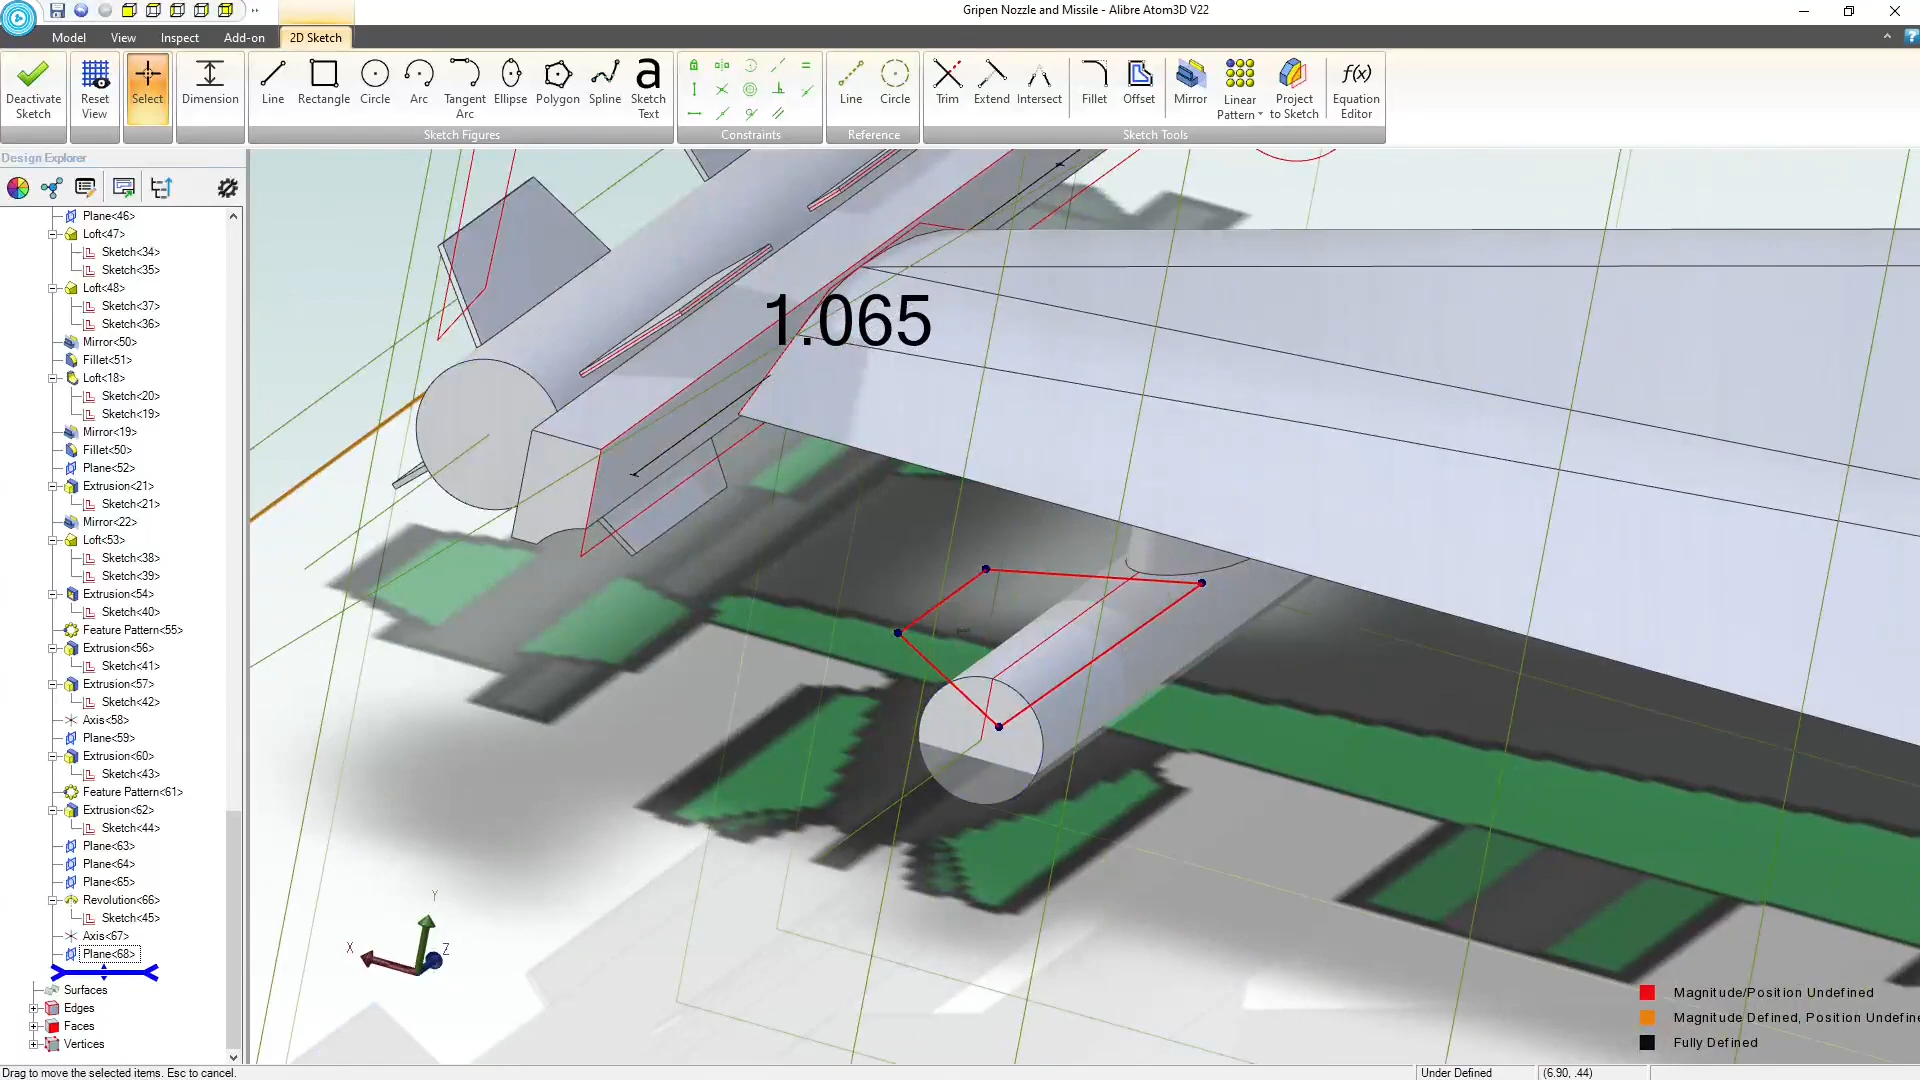 Gripen Nozzle and Missile - Alibre Atom3D V22
Model View Inspect Add-on 2D Sketch
Deactivate Sketch
Reset View
Select
Dimension
Line
Rectangle
Circle
Arc
Tangent Arc
Ellipse
Polygon
Spline
a
Sketch Text
Sketch Figures
Constraints
Line
Circle
Reference
Trim
Extend
Intersect
Fillet
Offset
Mirror
Linear Pattern
Project to Sketch
f(x)
Equation Editor
Sketch Tools
Design Explorer
Plane<46>
Loft<47>
Sketch<34>
Sketch<35>
Loft<48>
Sketch<37>
Sketch<36>
Mirror<50>
Fillet<51>
Loft<18>
Sketch<20>
Sketch<19>
Mirror<19>
Fillet<50>
Plane<52>
Extrusion<21>
Sketch<21>
Mirror<22>
Loft<53>
Sketch<38>
Sketch<39>
Extrusion<54>
Sketch<40>
Feature Pattern<55>
Extrusion<56>
Sketch<41>
Extrusion<57>
Sketch<42>
Axis<58>
Plane<59>
Extrusion<60>
Sketch<43>
Feature Pattern<61>
Extrusion<62>
Sketch<44>
Plane<63>
Plane<64>
Plane<65>
Revolution<66>
Sketch<45>
Axis<67>
Plane<68>
Surfaces
Edges
Faces
Vertices
1.065
Y
X
Z
Magnitude/Position Undefined
Magnitude Defined, Position Undefine
Fully Defined
Drag to move the selected items. Esc to cancel.
Under Defined
(6.90, .44)